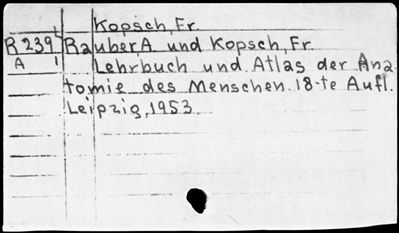 Kopsch, Fr.
R 239 Rauber, A und Kopsch, Fr.
A 1 Lehrbuch und Atlas der Ana-
tomie des Menschen. 18-te Aufl.
Leipzig, 1953.